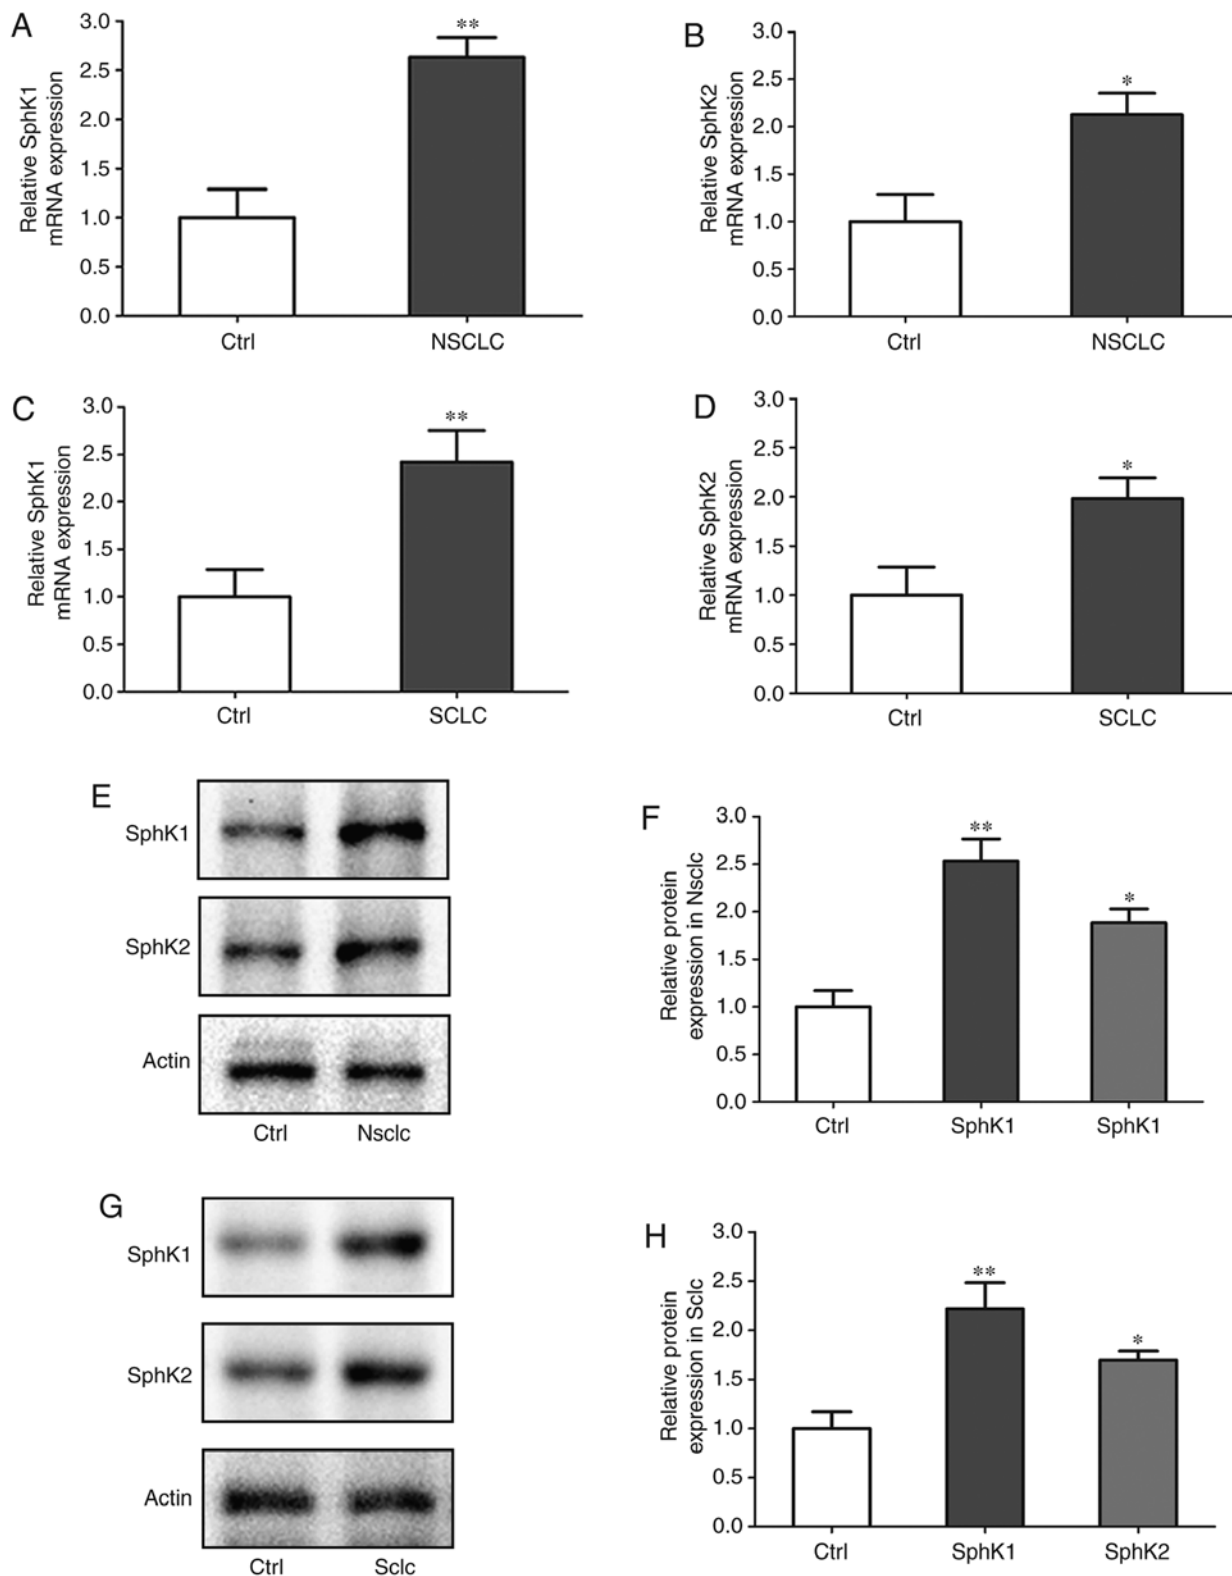 A
Relative SphK1
mRNA expression
3.0
2.5
2.0
1.5
1.0
0.5
0.0
**
Ctrl
NSCLC
B
Relative SphK2
mRNA expression
3.0
2.5
2.0
1.5
1.0
0.5
0.0
*
Ctrl
NSCLC
C
Relative SphK1
mRNA expression
3.0
2.5
2.0
1.5
1.0
0.5
0.0
**
Ctrl
SCLC
D
Relative SphK2
mRNA expression
3.0
2.5
2.0
1.5
1.0
0.5
0.0
*
Ctrl
SCLC
E
SphK1
SphK2
Actin
Ctrl
Nsclc
F
Relative protein
expression in Nsclc
3.0
2.5
2.0
1.5
1.0
0.5
0.0
**
*
Ctrl
SphK1
SphK1
G
SphK1
SphK2
Actin
Ctrl
Sclc
H
Relative protein
expression in Sclc
3.0
2.5
2.0
1.5
1.0
0.5
0.0
**
*
Ctrl
SphK1
SphK2